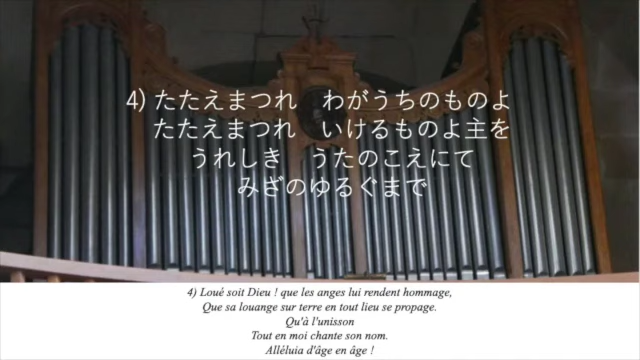 4) たたえまつれ　わがうちのものよ
たたえまつれ　いけるものよ主を
うれしき　うたのこえにて
みざのゆるぐまで
4) Loué soit Dieu ! que les anges lui rendent hommage,
Que sa louange sur terre en tout lieu se propage.
Qu'à l'unisson
Tout en moi chante son nom.
Alléluia d'âge en âge !